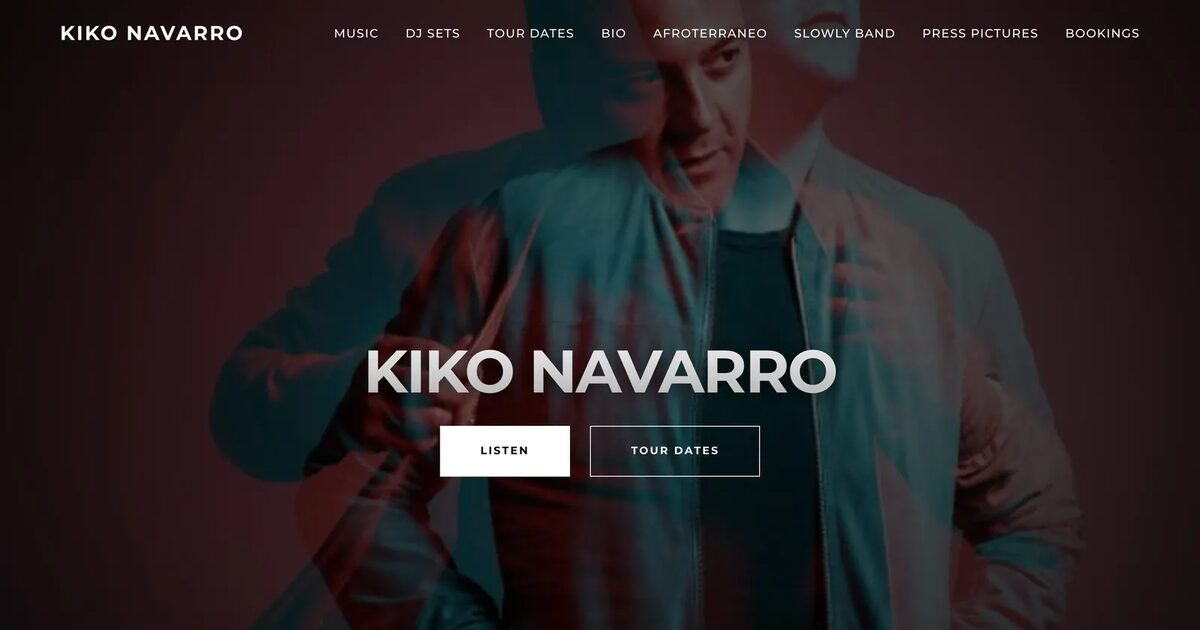 KIKO NAVARRO
MUSIC DJ SETS TOUR DATES BIO AFROTERRANEO SLOWLY BAND PRESS PICTURES BOOKINGS
KIKO NAVARRO
LISTEN TOUR DATES